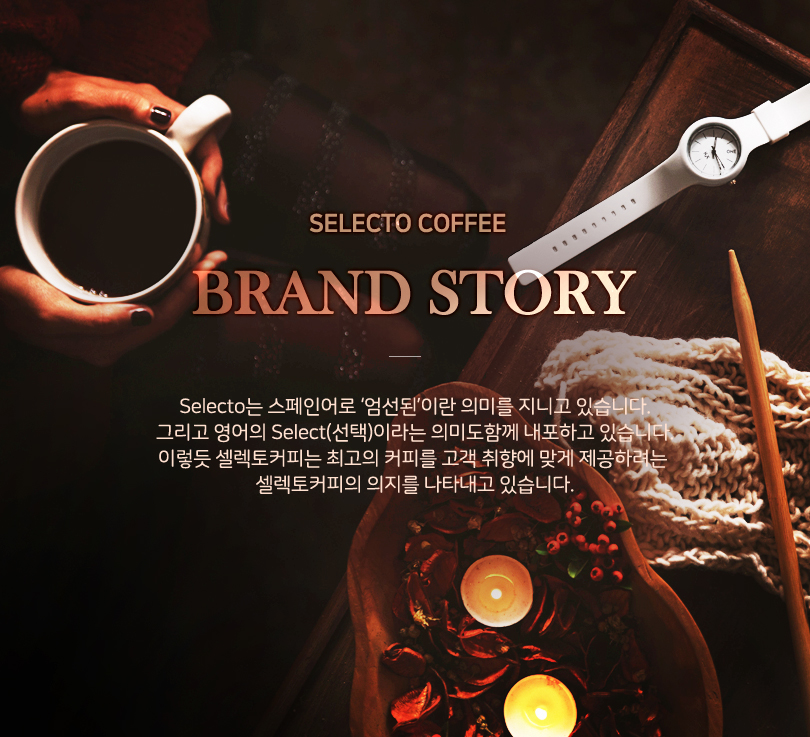 SELECTO COFFEE
BRAND STORY
Selecto는 스페인어로 '엄선된'이란 의미를 지니고 있습니다.
그리고 영어의 Select(선택)이라는 의미도함께 내포하고 있습니다
이렇듯 셀렉토커피는 최고의 커피를 고객 취향에 맞게 제공하려는
셀렉토커피의 의지를 나타내고 있습니다.